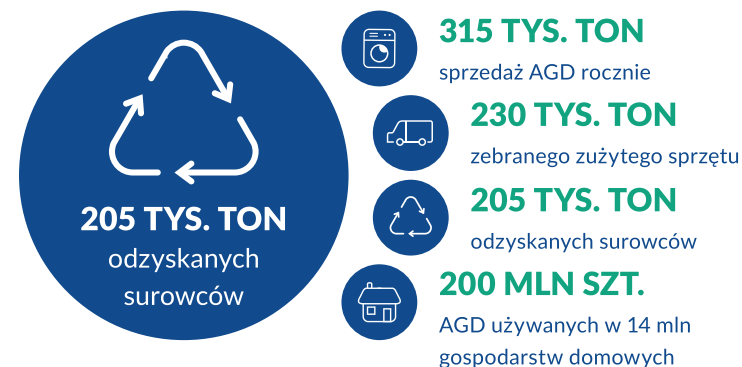 205 TYS. TON
odzyskanych
surowców
315 TYS. TON
sprzedaż AGD rocznie
230 TYS. TON
zebranego zużytego sprzętu
205 TYS. TON
odzyskanych surowców
200 MLN SZT.
AGD używanych w 14 mln
gospodarstw domowych